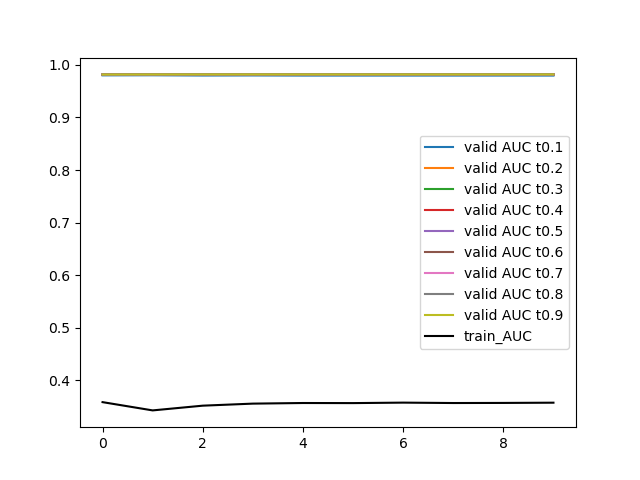 1.0
0.9
0.8
0.7
0.6
0.5
0.4
valid AUC t0.1
valid AUC t0.2
valid AUC t0.3
valid AUC t0.4
valid AUC t0.5
valid AUC t0.6
valid AUC t0.7
valid AUC t0.8
valid AUC t0.9
train_AUC
0 2 4 6 8